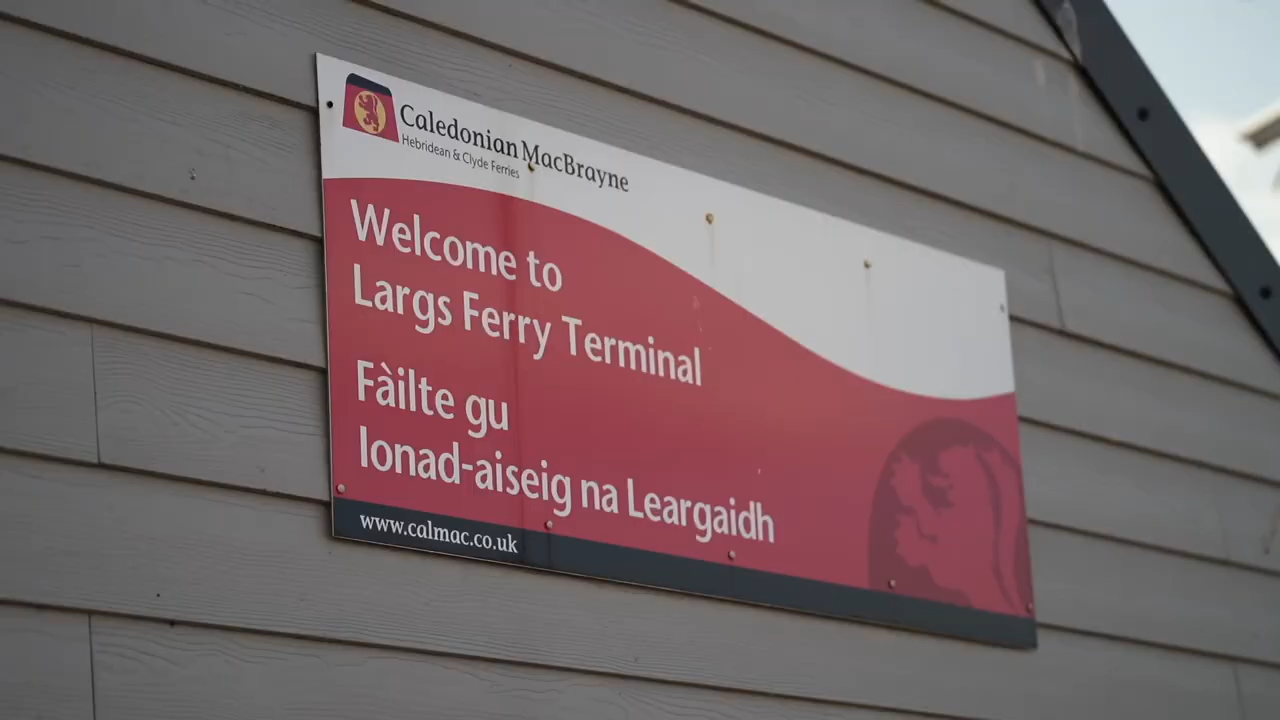 Caledonian MacBrayne
Hebridean & Clyde Ferries
Welcome to
Largs Ferry Terminal
Fàilte gu
Ionad-aiseig na Leargaidh
www.calmac.co.uk